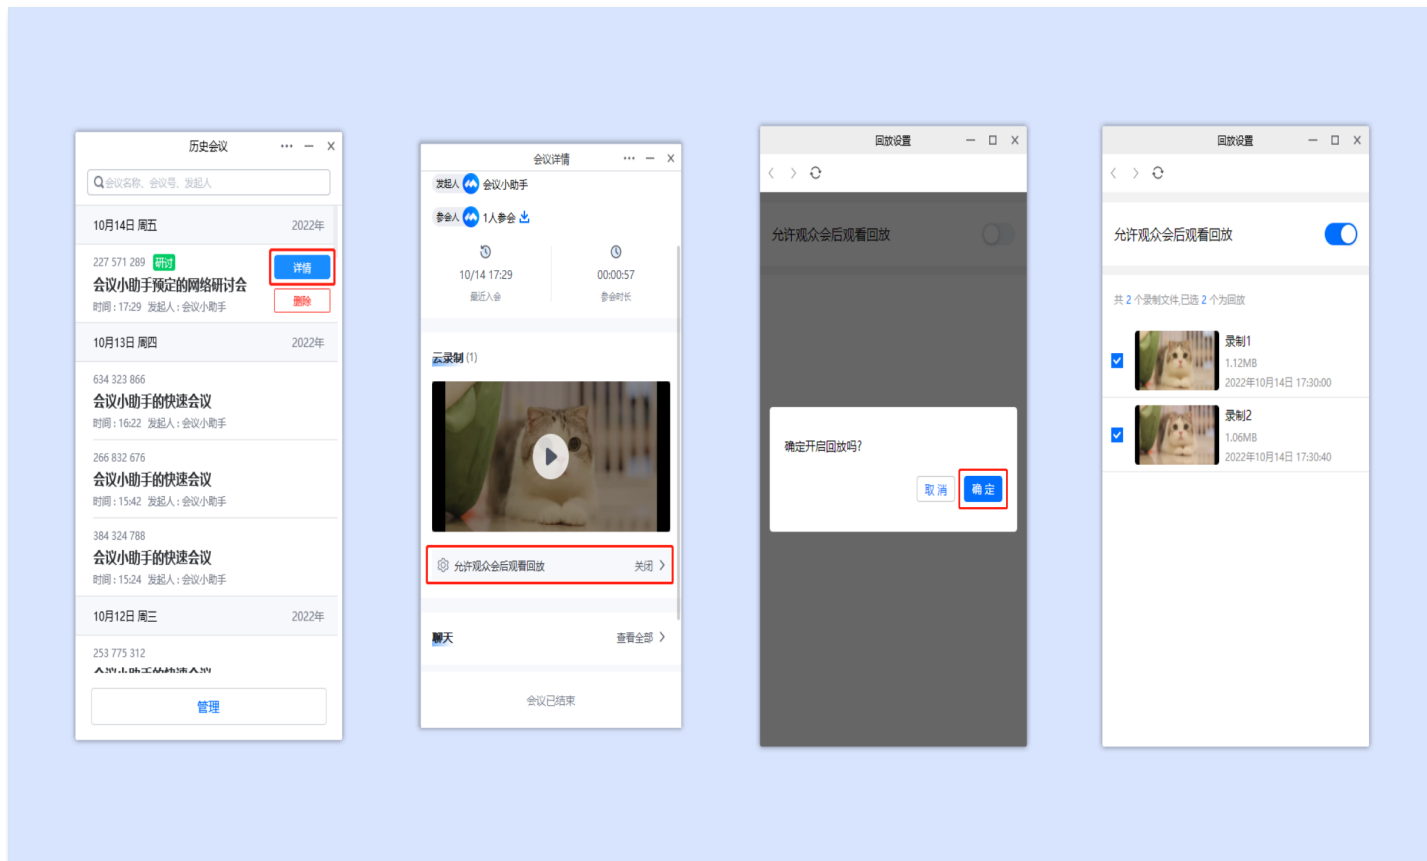 历史会议
会议名称、会议号、发起人
10月14日 周五 2022年
227 571 289 研讨
详情
会议小助手预定的网络研讨会
时间 : 17:29 发起人 : 会议小助手
删除
10月13日 周四 2022年
634 323 866
会议小助手的快速会议
时间 : 16:22 发起人 : 会议小助手
266 832 676
会议小助手的快速会议
时间 : 15:42 发起人 : 会议小助手
384 324 788
会议小助手的快速会议
时间 : 15:24 发起人 : 会议小助手
10月12日 周三 2022年
253 775 312
会议小助手的快速会议
管理
会议详情
发起人 会议小助手
参会人 1人参会
10/14 17:29 00:00:57
最近入会 参会时长
云录制 (1)
允许观众会后观看回放 关闭
聊天 查看全部
会议已结束
回放设置
允许观众会后观看回放
确定开启回放吗?
取消 确定
回放设置
允许观众会后观看回放
共 2 个录制文件,已选 2 个为回放
录制1
1.12MB
2022年10月14日 17:30:00
录制2
1.06MB
2022年10月14日 17:30:40